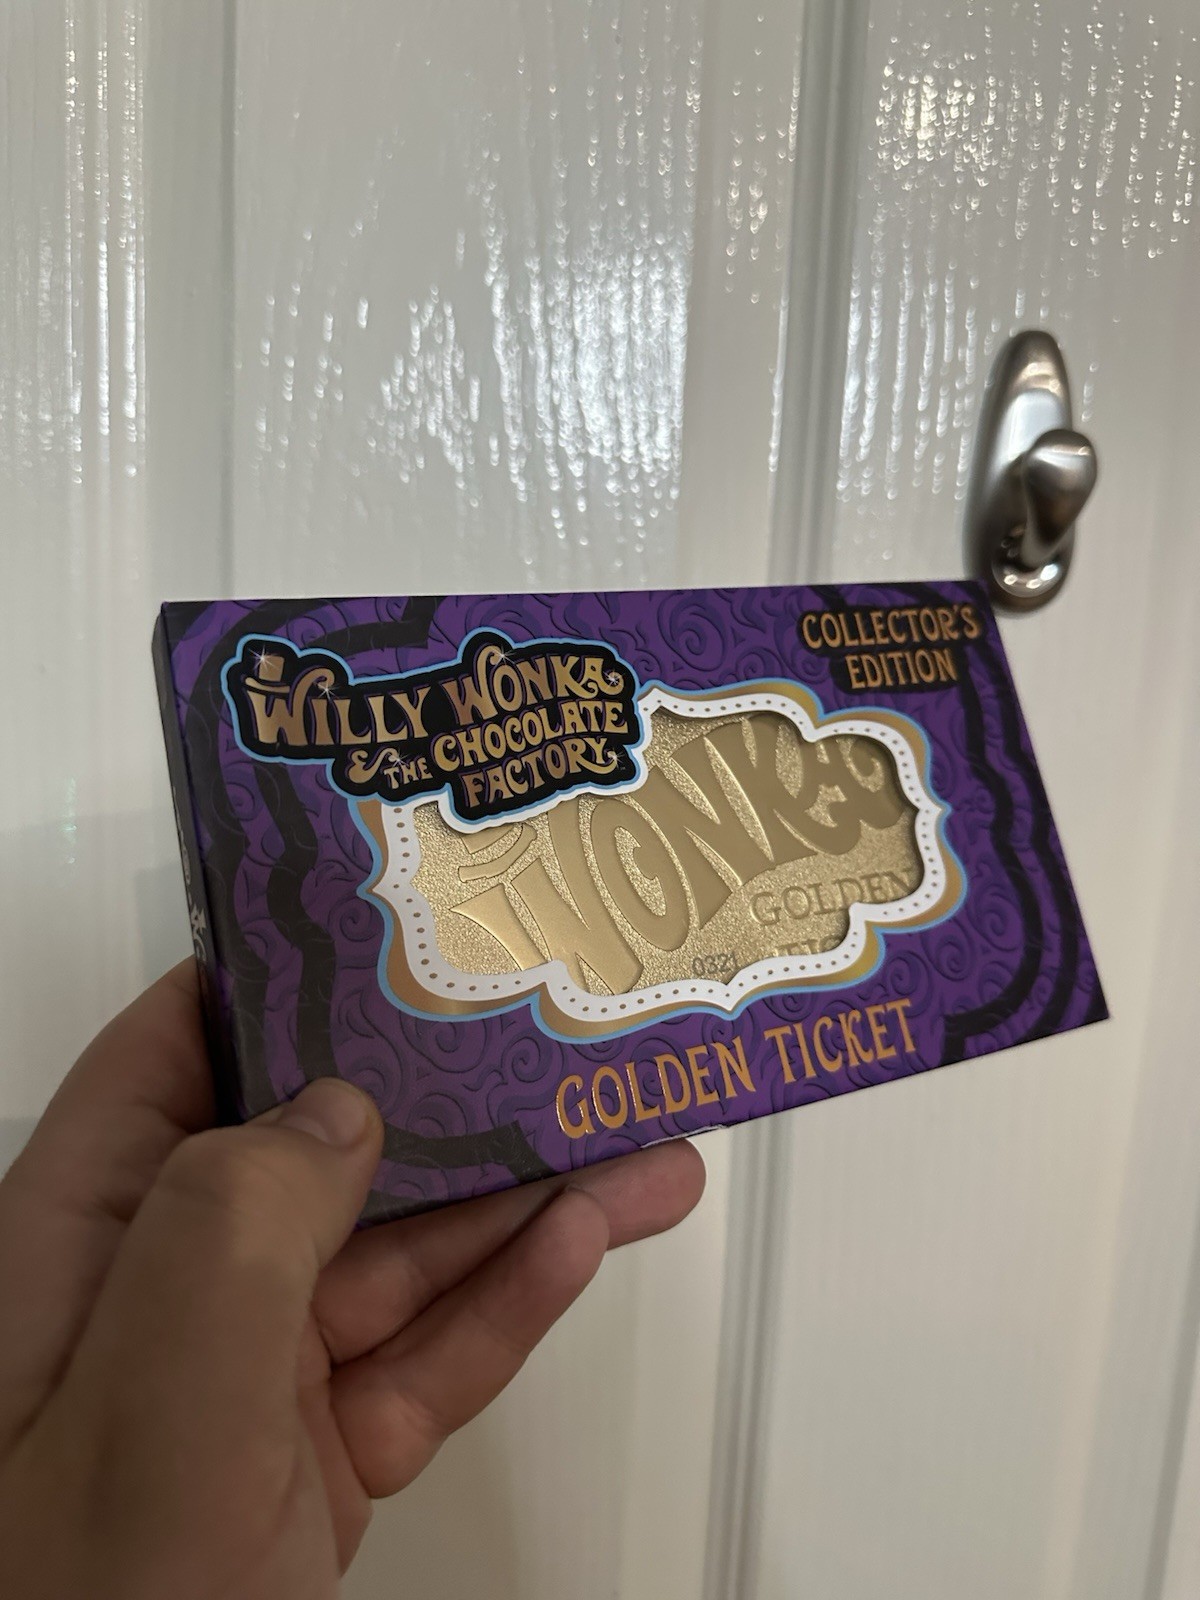 COLLECTOR'S
EDITION
WILLY WONKA
& THE CHOCOLATE
FACTORY
WONKA
GOLDEN
0321
GOLDEN TICKET